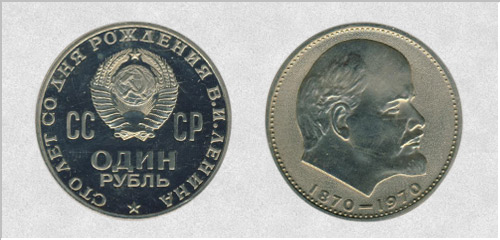 СТО ЛЕТ СО ДНЯ РОЖДЕНИЯ В.И.ЛЕНИНА
СС СР
ОДИН
РУБЛЬ
1870-1970